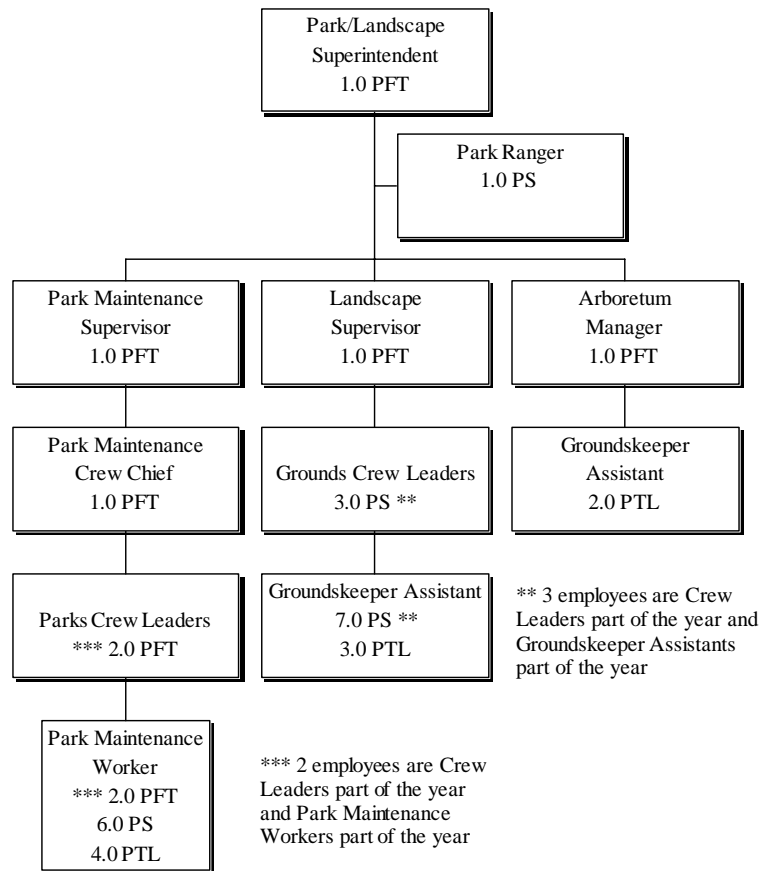 Park/Landscape
Superintendent
1.0 PFT
Park Ranger
1.0 PS
Park Maintenance
Supervisor
1.0 PFT
Landscape
Supervisor
1.0 PFT
Arboretum
Manager
1.0 PFT
Park Maintenance
Crew Chief
1.0 PFT
Grounds Crew Leaders
3.0 PS **
Groundskeeper
Assistant
2.0 PTL
Parks Crew Leaders
*** 2.0 PFT
Groundskeeper Assistant
7.0 PS **
3.0 PTL
** 3 employees are Crew
Leaders part of the year and
Groundskeeper Assistants
part of the year
Park Maintenance
Worker
*** 2.0 PFT
6.0 PS
4.0 PTL
*** 2 employees are Crew
Leaders part of the year
and Park Maintenance
Workers part of the year